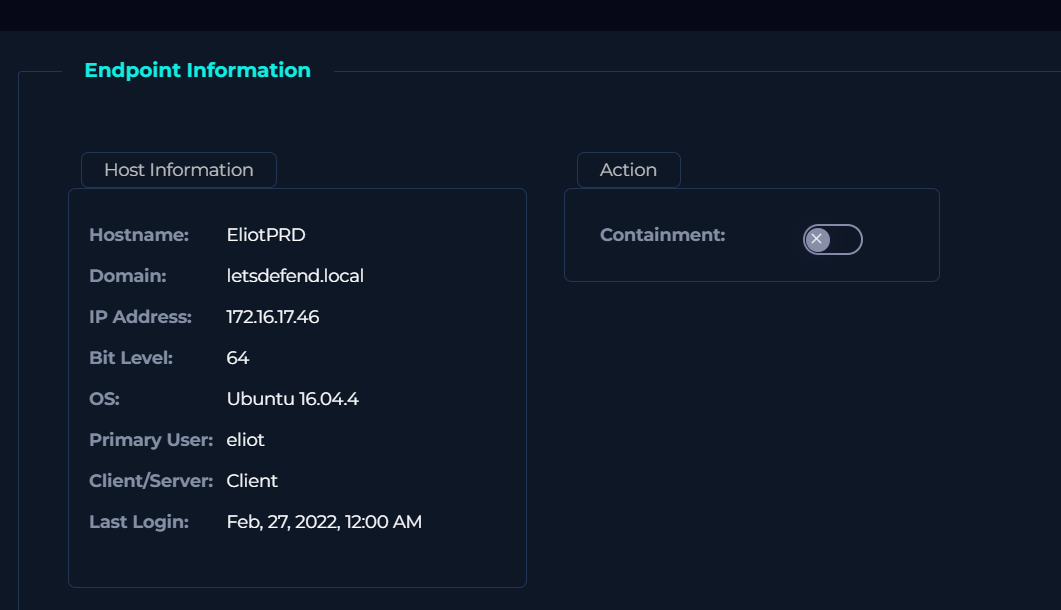 Endpoint Information
Host Information
Hostname: EliotPRD
Domain: letsdefend.local
IP Address: 172.16.17.46
Bit Level: 64
OS: Ubuntu 16.04.4
Primary User: eliot
Client/Server: Client
Last Login: Feb, 27, 2022, 12:00 AM
Action
Containment: